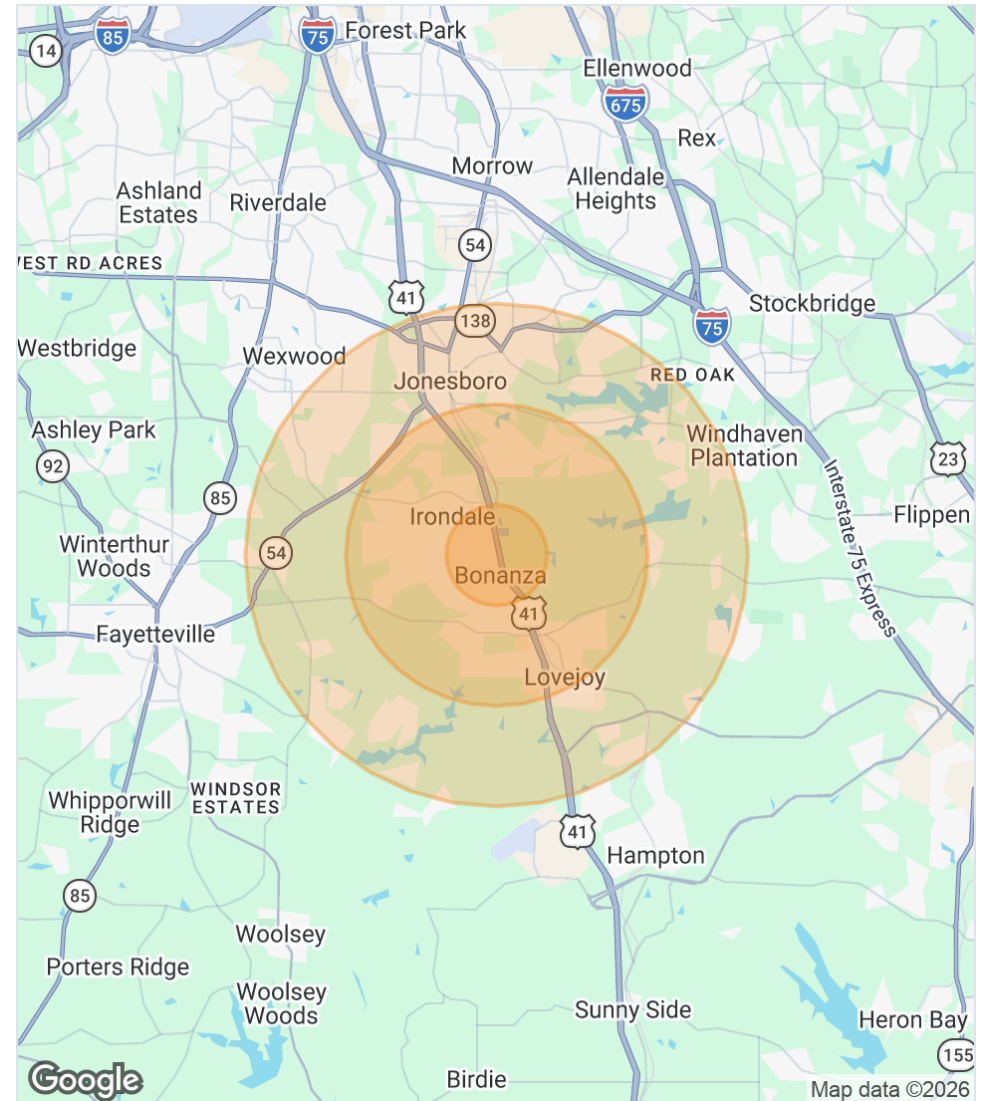 85
75
Forest Park
14
Ellenwood
675
Rex
Morrow
Allendale
Heights
Ashland
Estates
Riverdale
54
VEST RD ACRES
41
138
Stockbridge
75
Westbridge
Wexwood
Jonesboro
RED OAK
Ashley Park
Windhaven
Plantation
92
85
23
Interstate 75 Express
Irondale
Flippen
54
Winterthur
Woods
Bonanza
41
Fayetteville
Lovejoy
WINDSOR
ESTATES
Whipporwill
Ridge
41
Hampton
85
Woolsey
Porters Ridge
Woolsey
Woods
Sunny Side
Heron Bay
155
Birdie
Google
Map data ©2026